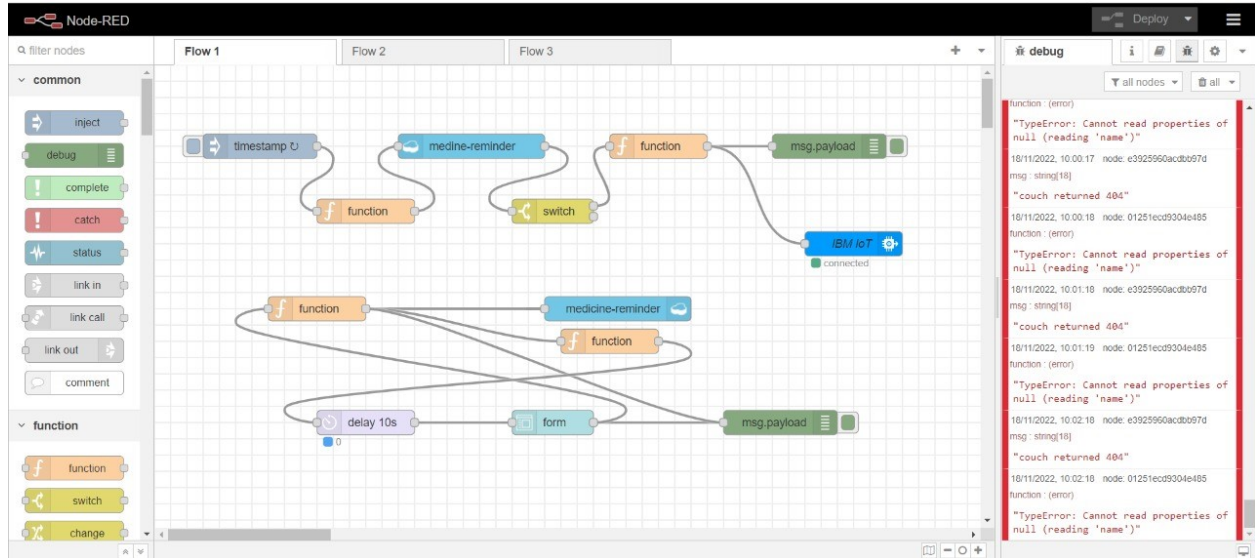 Node-RED
Deploy
filter nodes
Flow 1
Flow 2
Flow 3
debug
i
all nodes
all
common
inject
debug
complete
catch
status
link in
link call
link out
comment
function
function
switch
change
timestamp ↻
medine-reminder
function
msg.payload
function
switch
IBM IoT
connected
function
medicine-reminder
function
delay 10s
form
msg.payload
0
function : (error)
"TypeError: Cannot read properties of
null (reading 'name')"
18/11/2022, 10:00:17 node: e3925960acdbb97d
msg : string[18]
"couch returned 404"
18/11/2022, 10:00:18 node: 01251ecd9304e485
function : (error)
"TypeError: Cannot read properties of
null (reading 'name')"
18/11/2022, 10:01:18 node: e3925960acdbb97d
msg : string[18]
"couch returned 404"
18/11/2022, 10:01:19 node: 01251ecd9304e485
function : (error)
"TypeError: Cannot read properties of
null (reading 'name')"
18/11/2022, 10:02:18 node: e3925960acdbb97d
msg : string[18]
"couch returned 404"
18/11/2022, 10:02:18 node: 01251ecd9304e485
function : (error)
"TypeError: Cannot read properties of
null (reading 'name')"